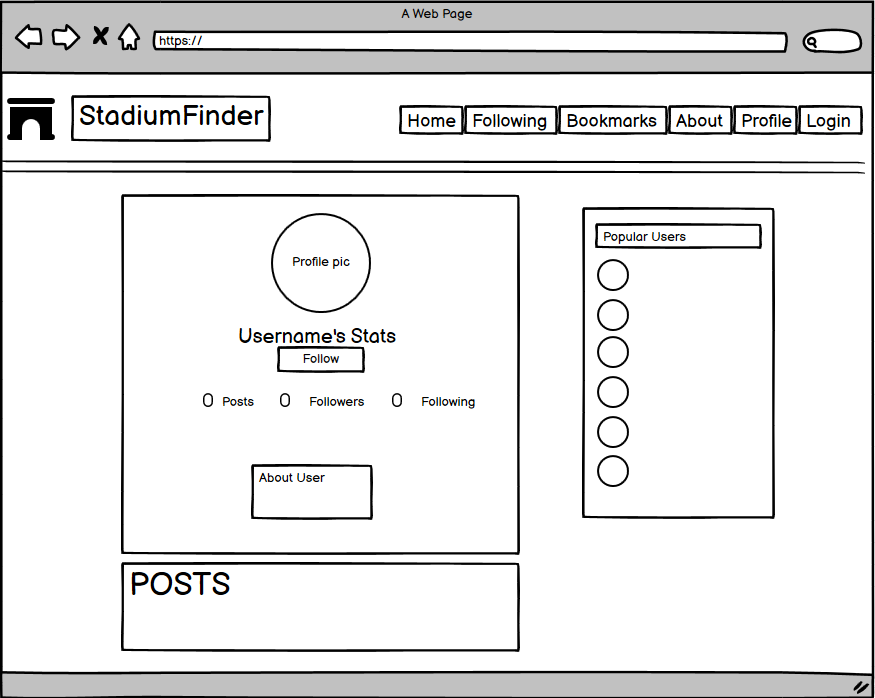 A Web Page
https://
StadiumFinder
Home Following Bookmarks About Profile Login
Profile pic
Username's Stats
Follow
0 Posts 0 Followers 0 Following
About User
Popular Users
POSTS